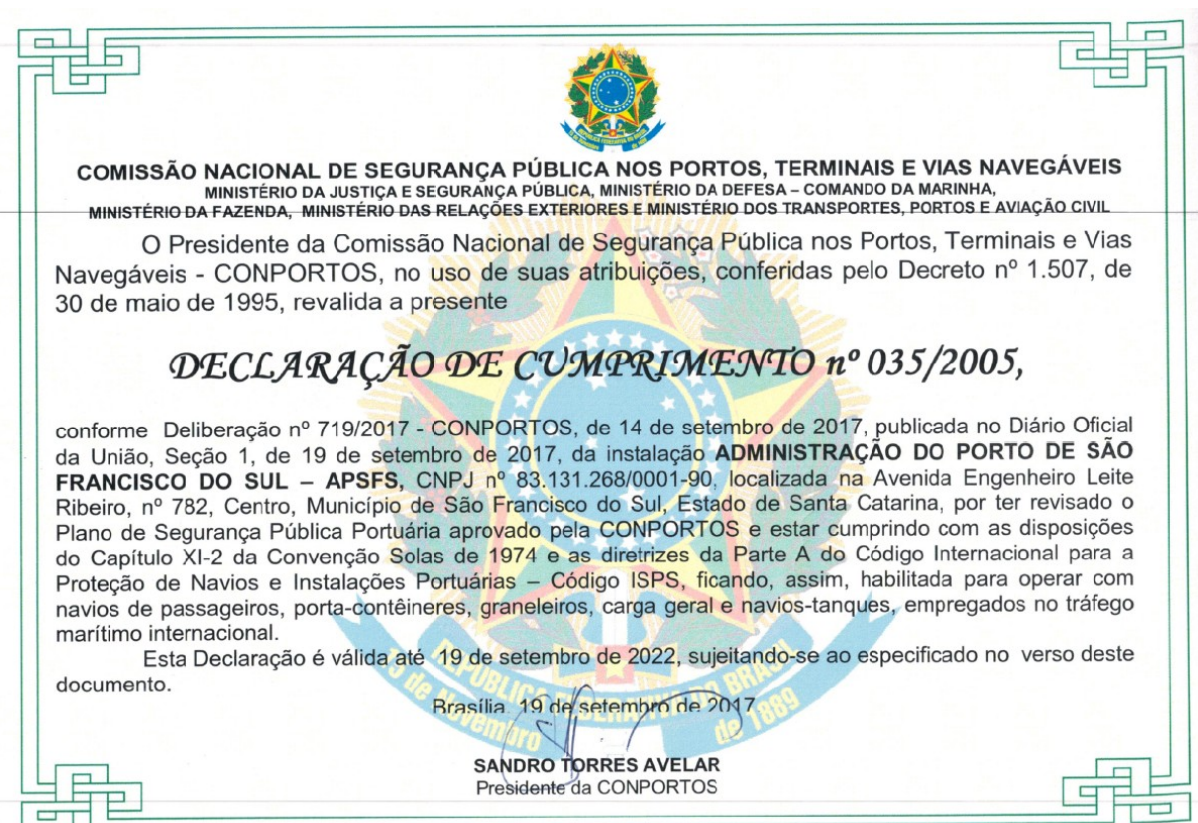 COMISSÃO NACIONAL DE SEGURANÇA PÚBLICA NOS PORTOS, TERMINAIS E VIAS NAVEGÁVEIS
MINISTÉRIO DA JUSTIÇA E SEGURANÇA PÚBLICA, MINISTÉRIO DA DEFESA – COMANDO DA MARINHA,
MINISTÉRIO DA FAZENDA, MINISTÉRIO DAS RELAÇÕES EXTERIORES E MINISTÉRIO DOS TRANSPORTES, PORTOS E AVIAÇÃO CIVIL
O Presidente da Comissão Nacional de Segurança Pública nos Portos, Terminais e Vias
Navegáveis - CONPORTOS, no uso de suas atribuições, conferidas pelo Decreto nº 1.507, de
30 de maio de 1995, revalida a presente
DECLARAÇÃO DE CUMPRIMENTO nº 035/2005,
conforme Deliberação nº 719/2017 - CONPORTOS, de 14 de setembro de 2017, publicada no Diário Oficial
da União, Seção 1, de 19 de setembro de 2017, da instalação ADMINISTRAÇÃO DO PORTO DE SÃO
FRANCISCO DO SUL – APSFS, CNPJ nº 83.131.268/0001-90, localizada na Avenida Engenheiro Leite
Ribeiro, nº 782, Centro, Município de São Francisco do Sul, Estado de Santa Catarina, por ter revisado o
Plano de Segurança Pública Portuária aprovado pela CONPORTOS e estar cumprindo com as disposições
do Capítulo XI-2 da Convenção Solas de 1974 e as diretrizes da Parte A do Código Internacional para a
Proteção de Navios e Instalações Portuárias – Código ISPS, ficando, assim, habilitada para operar com
navios de passageiros, porta-contêineres, graneleiros, carga geral e navios-tanques, empregados no tráfego
marítimo internacional.
Esta Declaração é válida até 19 de setembro de 2022, sujeitando-se ao especificado no verso deste
documento.
REPÚBLICA FEDERATIVA DO BRASIL
15 de Novembro de 1889
Brasília, 19 de setembro de 2017
SANDRO TORRES AVELAR
Presidente da CONPORTOS